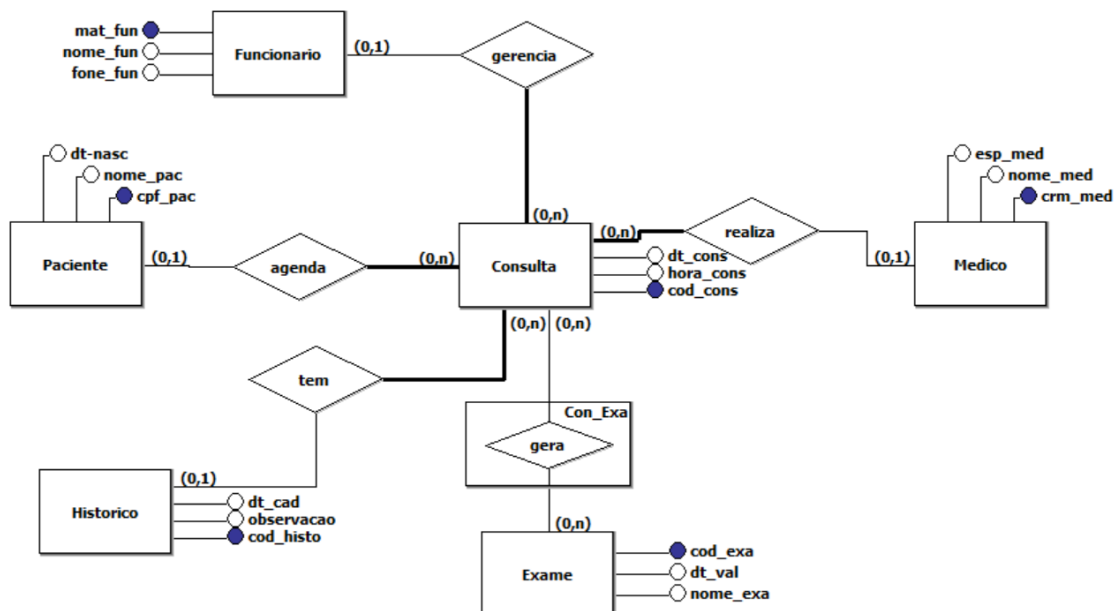 mat_fun
nome_fun
fone_fun
Funcionario
(0,1)
gerencia
dt-nasc
nome_pac
cpf_pac
Paciente
(0,1)
agenda
(0,n)
(0,n)
Consulta
(0,n)
dt_cons
hora_cons
cod_cons
realiza
esp_med
nome_med
crm_med
(0,1)
Medico
(0,n)
(0,n)
tem
Con_Exa
gera
(0,1)
Historico
dt_cad
observacao
cod_histo
(0,n)
Exame
cod_exa
dt_val
nome_exa